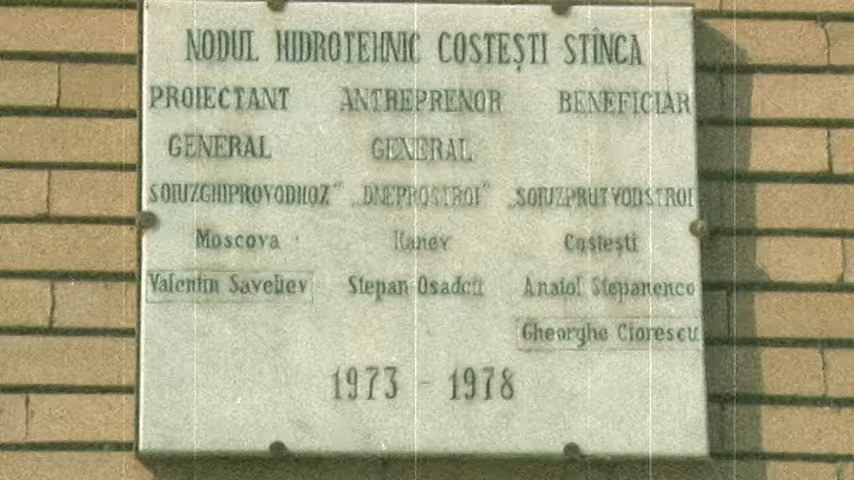 NODUL HIDROTEHNIC COSTEȘTI STÎNCA
PROIECTANT ANTREPRENOR BENEFICIAR
GENERAL GENERAL
SOIUZGHIPROVODHOZ" „DNEPROSTROI" „SOIUZPRUTVODSTROI
Moscova Kanev Costești
Valentin Saveliev Stepan Osadcii Anatol Stepanenco
Gheorghe Ciorescu
1973 - 1978